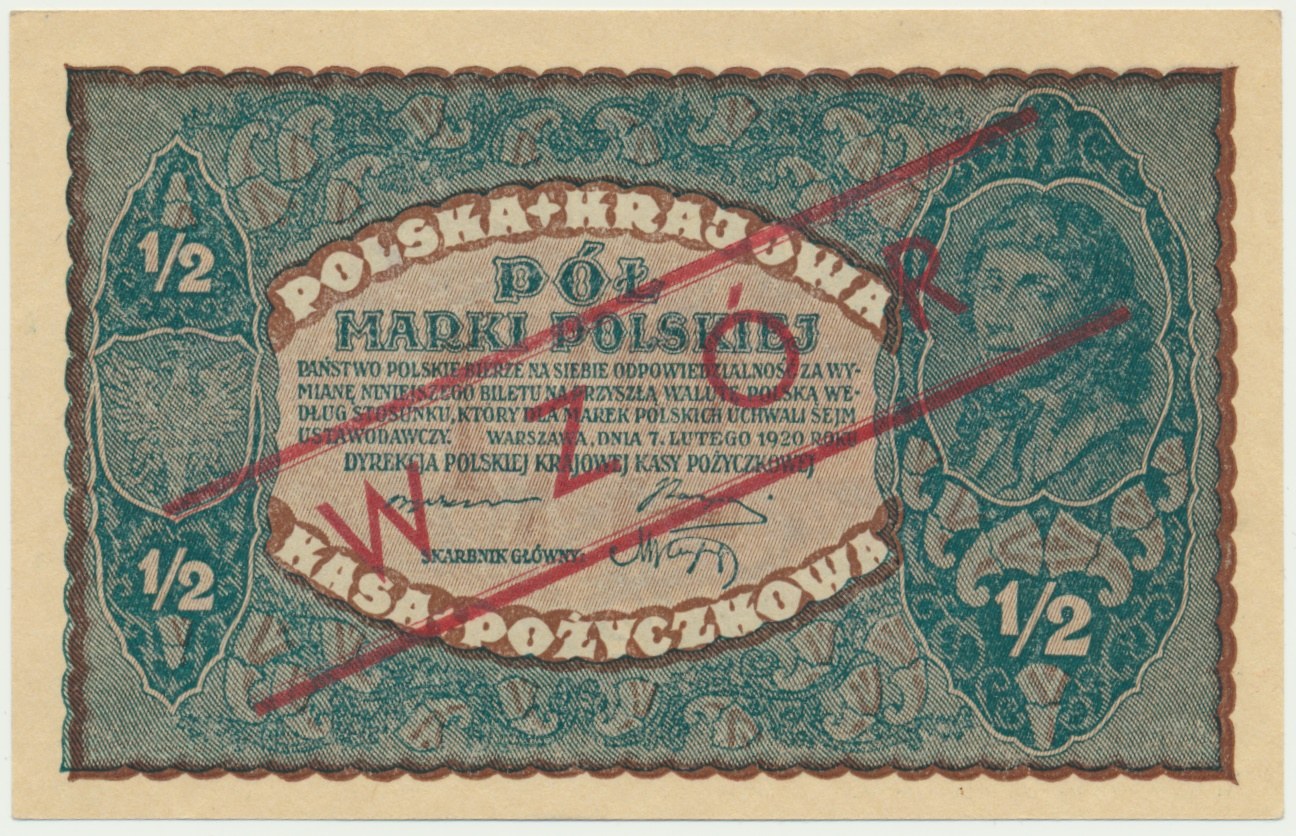 POLSKA + KRAJOWA
1/2
PÓŁ
MARKI POLSKIEJ
PAŃSTWO POLSKIE BIERZE NA SIEBIE ODPOWIEDZIALNOŚĆ ZA WY-
MIANĘ NINIEJSZEGO BILETU NA PRZYSZŁĄ WALUTĘ POLSKĄ WE-
DŁUG STOSUNKU, KTÓRY DLA MAREK POLSKICH UCHWALI SEJM
USTAWODAWCZY. WARSZAWA, DNIA 7. LUTEGO 1920 ROKU
DYREKCJA POLSKIEJ KRAJOWEJ KASY POŻYCZKOWEJ
WZÓR
SKARBNIK GŁÓWNY:
1/2
1/2
KASA + POŻYCZKOWA